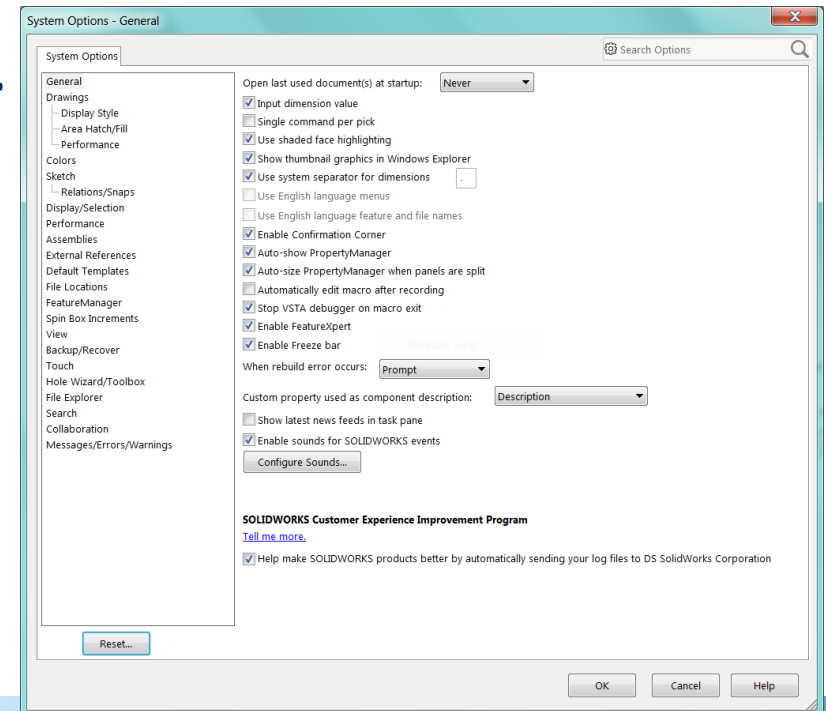 System Options - General
System Options
Search Options
General
Drawings
Display Style
Area Hatch/Fill
Performance
Colors
Sketch
Relations/Snaps
Display/Selection
Performance
Assemblies
External References
Default Templates
File Locations
FeatureManager
Spin Box Increments
View
Backup/Recover
Touch
Hole Wizard/Toolbox
File Explorer
Search
Collaboration
Messages/Errors/Warnings
Reset...
Open last used document(s) at startup: Never
Input dimension value
Single command per pick
Use shaded face highlighting
Show thumbnail graphics in Windows Explorer
Use system separator for dimensions .
Use English language menus
Use English language feature and file names
Enable Confirmation Corner
Auto-show PropertyManager
Auto-size PropertyManager when panels are split
Automatically edit macro after recording
Stop VSTA debugger on macro exit
Enable FeatureXpert
Enable Freeze bar
Window Snip
When rebuild error occurs: Prompt
Custom property used as component description: Description
Show latest news feeds in task pane
Enable sounds for SOLIDWORKS events
Configure Sounds...
SOLIDWORKS Customer Experience Improvement Program
Tell me more.
Help make SOLIDWORKS products better by automatically sending your log files to DS SolidWorks Corporation
OK Cancel Help